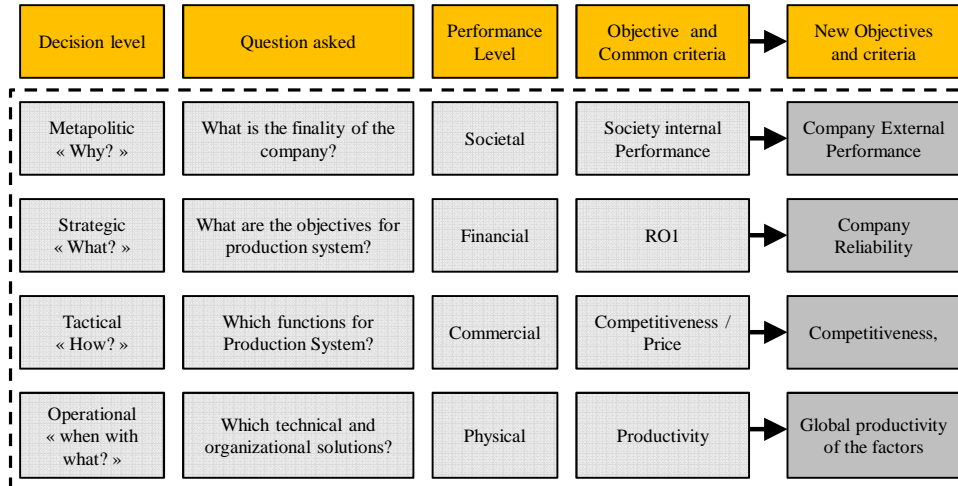 Decision level
Question asked
Performance
Level
Objective and
Common criteria
New Objectives
and criteria
Metapolitic
« Why? »
What is the finality of the
company?
Societal
Society internal
Performance
Company External
Performance
Strategic
« What? »
What are the objectives for
production system?
Financial
RO1
Company
Reliability
Tactical
« How? »
Which functions for
Production System?
Commercial
Competitiveness /
Price
Competitiveness,
Operational
« when with
what? »
Which technical and
organizational solutions?
Physical
Productivity
Global productivity
of the factors